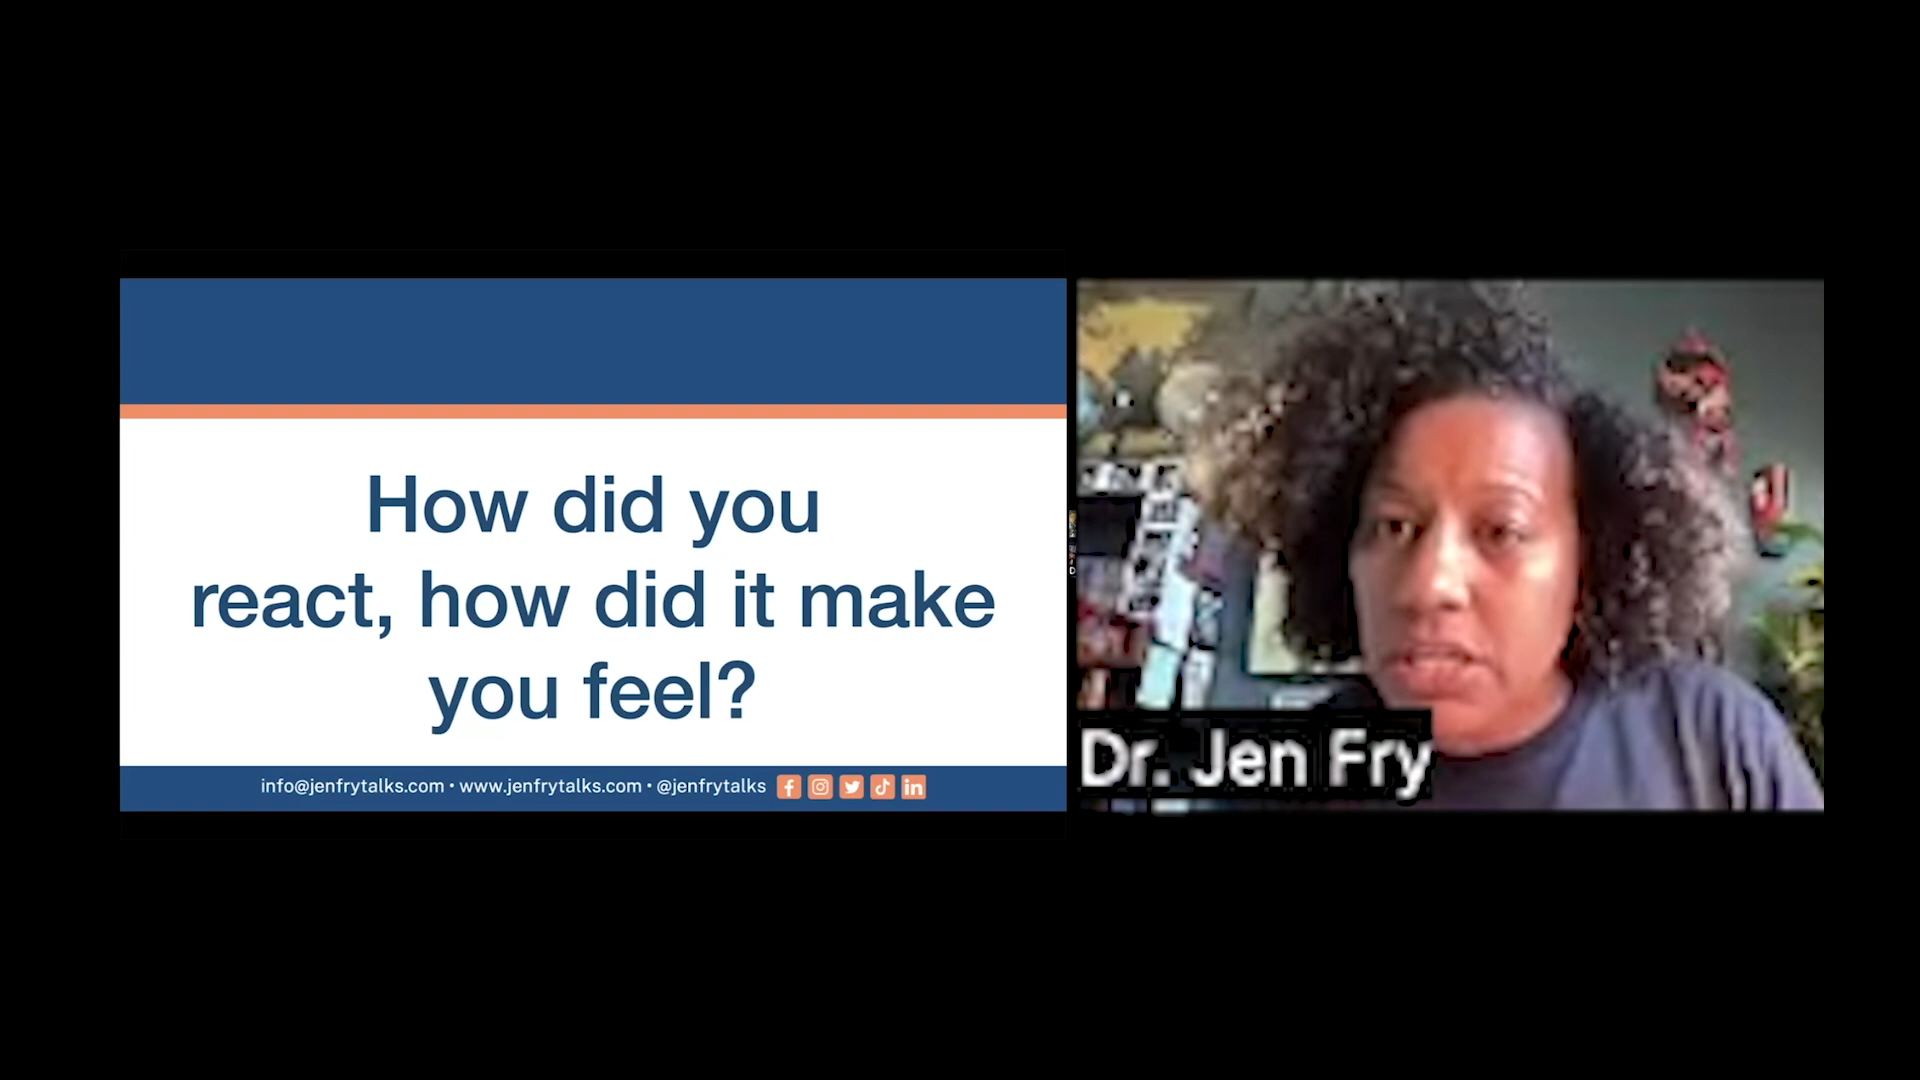 How did you
react, how did it make
you feel?
info@jenfrytalks.com • www.jenfrytalks.com • @jenfrytalks
Dr. Jen Fry